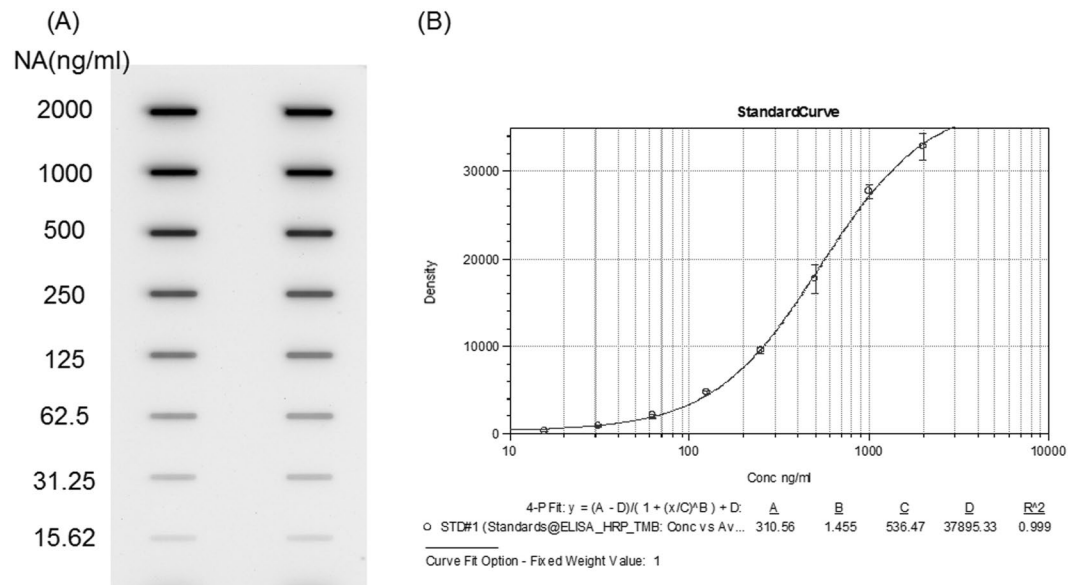 (A)
NA(ng/ml)
2000
1000
500
250
125
62.5
31.25
15.62
(B)
StandardCurve
Density
30000
20000
10000
0
10 100 1000 10000
Conc ng/ml
4-P Fit: y = (A - D)/( 1 + (x/C)^B ) + D: A B C D R^2
STD#1 (Standards@ELISA_HRP_TMB: Conc vs Av... 310.56 1.455 536.47 37895.33 0.999
Curve Fit Option - Fixed Weight Value: 1